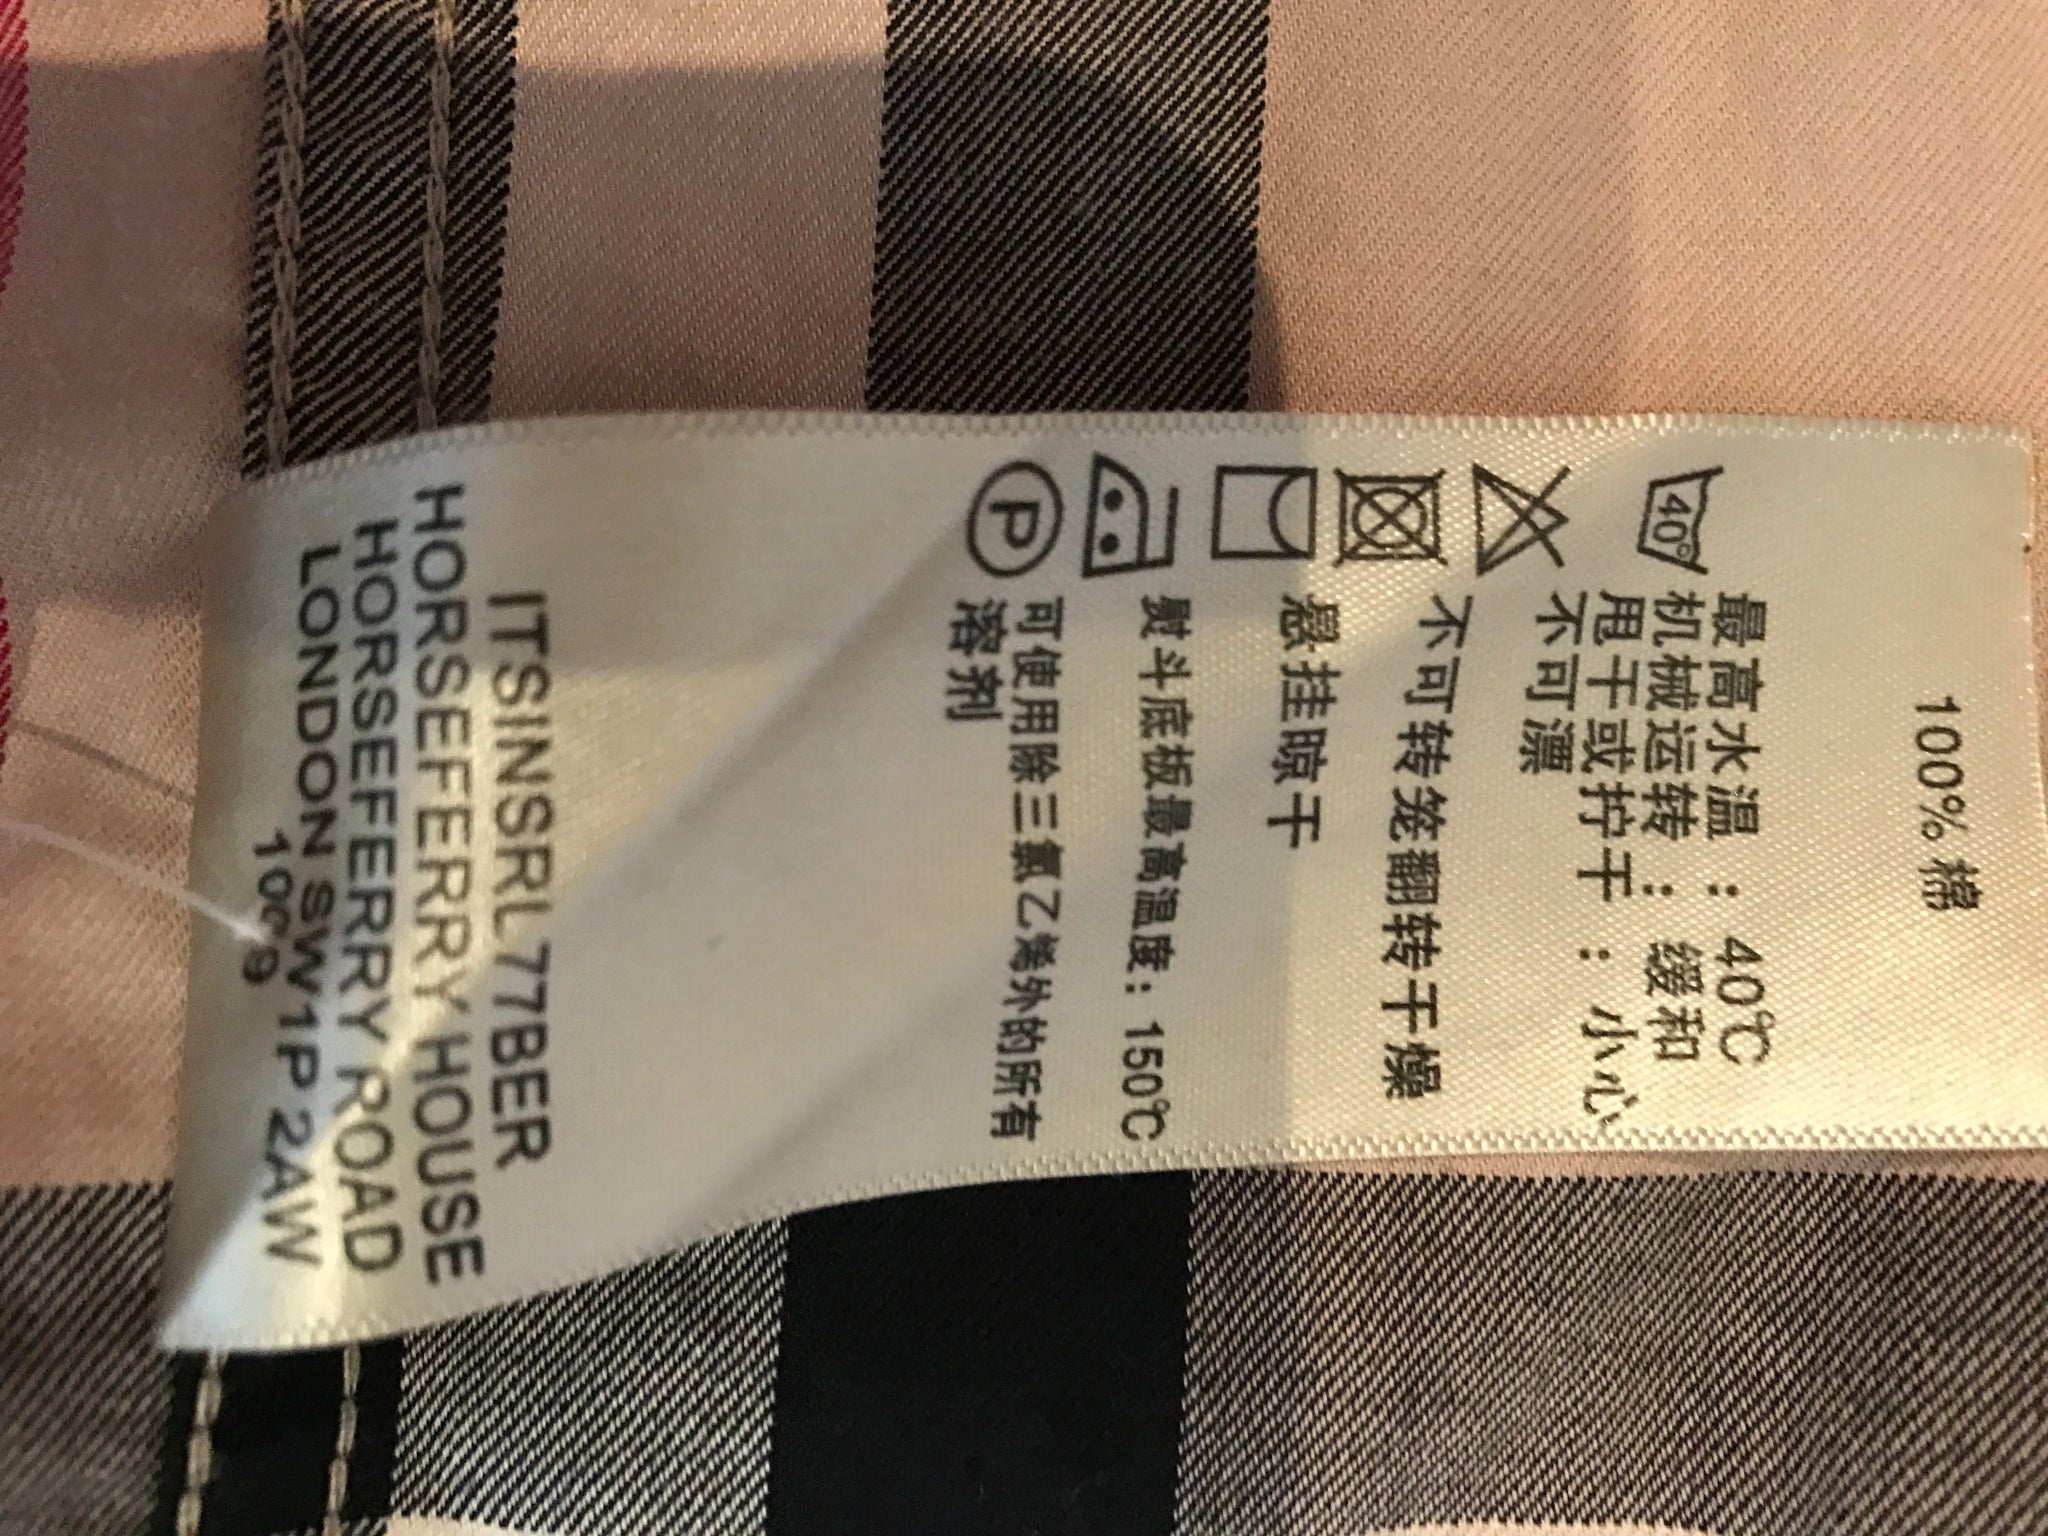 100% 棉
40°
最高水温 : 40℃
机械运转 : 缓和
甩干或拧干 : 小心
不可漂
不可转笼翻转干燥
悬挂晾干
熨斗底板最高温度: 150℃
P
可使用除三氯乙烯外的所有
溶剂
ITSINSRL77BER
HORSEFERRY HOUSE
HORSEFERRY ROAD
LONDON SW1P 2AW